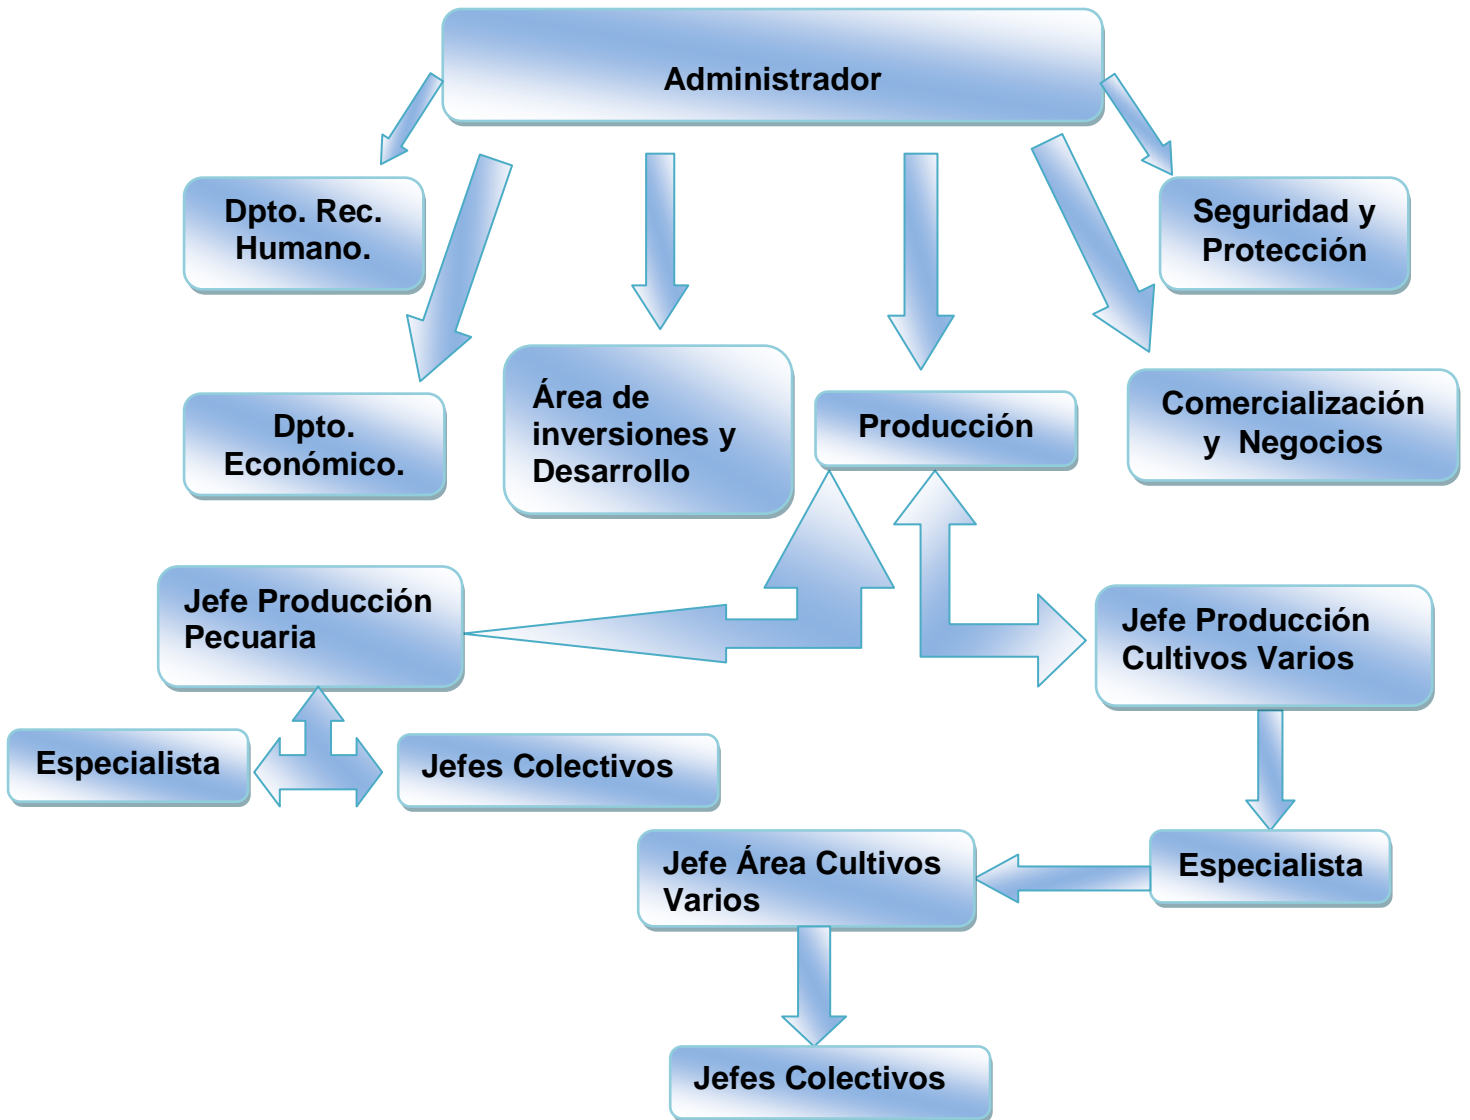 Administrador
Dpto. Rec.
Humano.
Seguridad y
Protección
Dpto.
Económico.
Área de
inversiones y
Desarrollo
Producción
Comercialización
y Negocios
Jefe Producción
Pecuaria
Jefe Producción
Cultivos Varios
Especialista
Jefes Colectivos
Jefe Área Cultivos
Varios
Especialista
Jefes Colectivos